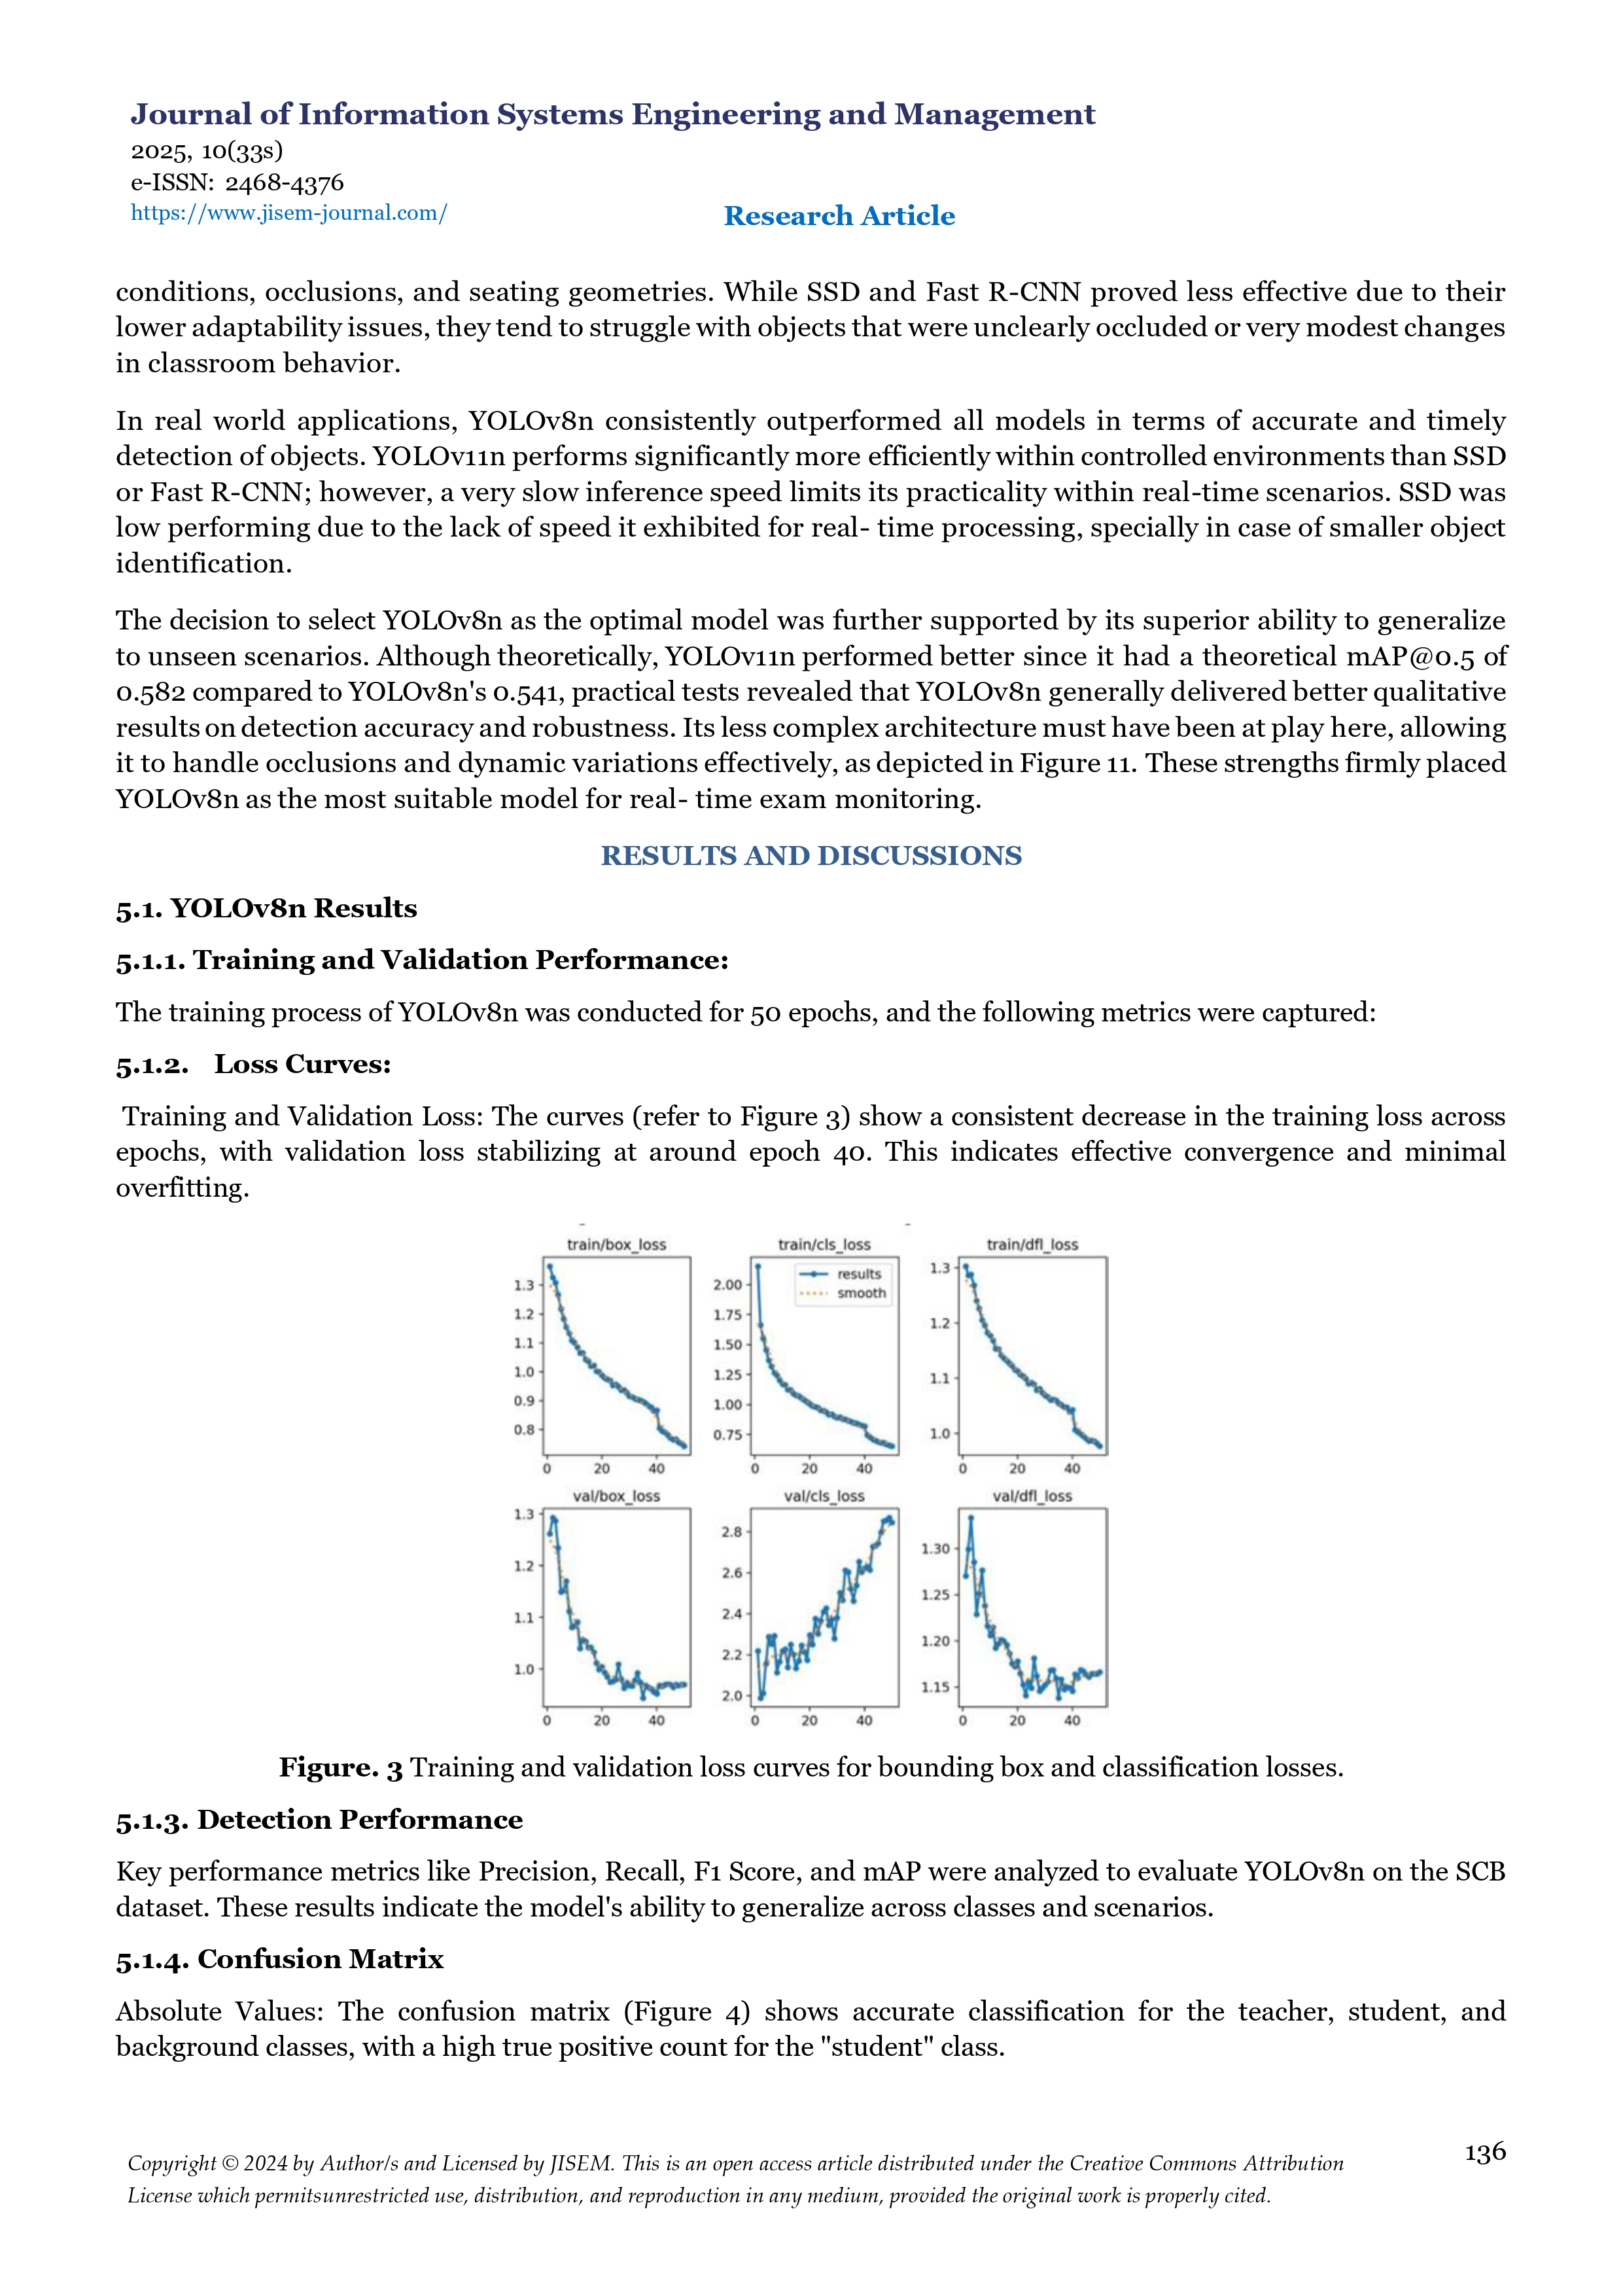 Journal of Information Systems Engineering and Management
2025, 10(33s)
e-ISSN: 2468-4376
https://www.jisem-journal.com/
Research Article
conditions, occlusions, and seating geometries. While SSD and Fast R-CNN proved less effective due to their
lower adaptability issues, they tend to struggle with objects that were unclearly occluded or very modest changes
in classroom behavior.
In real world applications, YOLOv8n consistently outperformed all models in terms of accurate and timely
detection of objects. YOLOv11n performs significantly more efficiently within controlled environments than SSD
or Fast R-CNN; however, a very slow inference speed limits its practicality within real-time scenarios. SSD was
low performing due to the lack of speed it exhibited for real- time processing, specially in case of smaller object
identification.
The decision to select YOLOv8n as the optimal model was further supported by its superior ability to generalize
to unseen scenarios. Although theoretically, YOLOv11n performed better since it had a theoretical mAP@0.5 of
0.582 compared to YOLOv8n's 0.541, practical tests revealed that YOLOv8n generally delivered better qualitative
results on detection accuracy and robustness. Its less complex architecture must have been at play here, allowing
it to handle occlusions and dynamic variations effectively, as depicted in Figure 11. These strengths firmly placed
YOLOv8n as the most suitable model for real- time exam monitoring.
RESULTS AND DISCUSSIONS
5.1. YOLOv8n Results
5.1.1. Training and Validation Performance:
The training process of YOLOv8n was conducted for 50 epochs, and the following metrics were captured:
5.1.2. Loss Curves:
Training and Validation Loss: The curves (refer to Figure 3) show a consistent decrease in the training loss across
epochs, with validation loss stabilizing at around epoch 40. This indicates effective convergence and minimal
overfitting.
train/box_loss
1.3
1.2
1.1
1.0
0.9
0.8
0 20 40
train/cls_loss
results
smooth
2.00
1.75
1.50
1.25
1.00
0.75
0 20 40
train/dfl_loss
1.3
1.2
1.1
1.0
0 20 40
val/box_loss
1.3
1.2
1.1
1.0
0 20 40
val/cls_loss
2.8
2.6
2.4
2.2
2.0
0 20 40
val/dfl_loss
1.30
1.25
1.20
1.15
0 20 40
Figure. 3 Training and validation loss curves for bounding box and classification losses.
5.1.3. Detection Performance
Key performance metrics like Precision, Recall, F1 Score, and mAP were analyzed to evaluate YOLOv8n on the SCB
dataset. These results indicate the model's ability to generalize across classes and scenarios.
5.1.4. Confusion Matrix
Absolute Values: The confusion matrix (Figure 4) shows accurate classification for the teacher, student, and
background classes, with a high true positive count for the "student" class.
136
Copyright © 2024 by Author/s and Licensed by JISEM. This is an open access article distributed under the Creative Commons Attribution
License which permitsunrestricted use, distribution, and reproduction in any medium, provided the original work is properly cited.